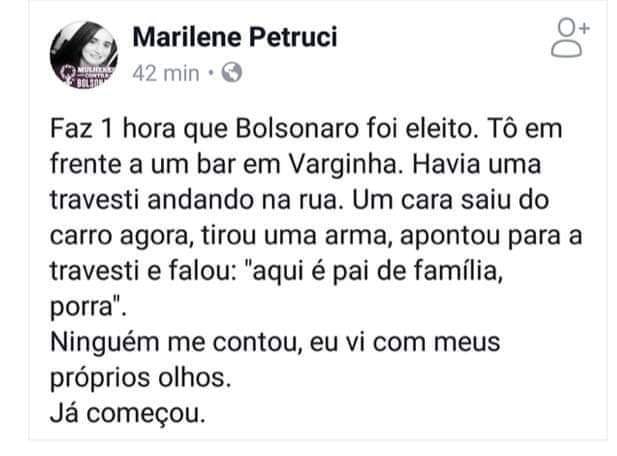 Marilene Petruci
42 min
MULHERES
CONTRA
BOLSON
Faz 1 hora que Bolsonaro foi eleito. Tô em
frente a um bar em Varginha. Havia uma
travesti andando na rua. Um cara saiu do
carro agora, tirou uma arma, apontou para a
travesti e falou: "aqui é pai de família,
porra".
Ninguém me contou, eu vi com meus
próprios olhos.
Já começou.